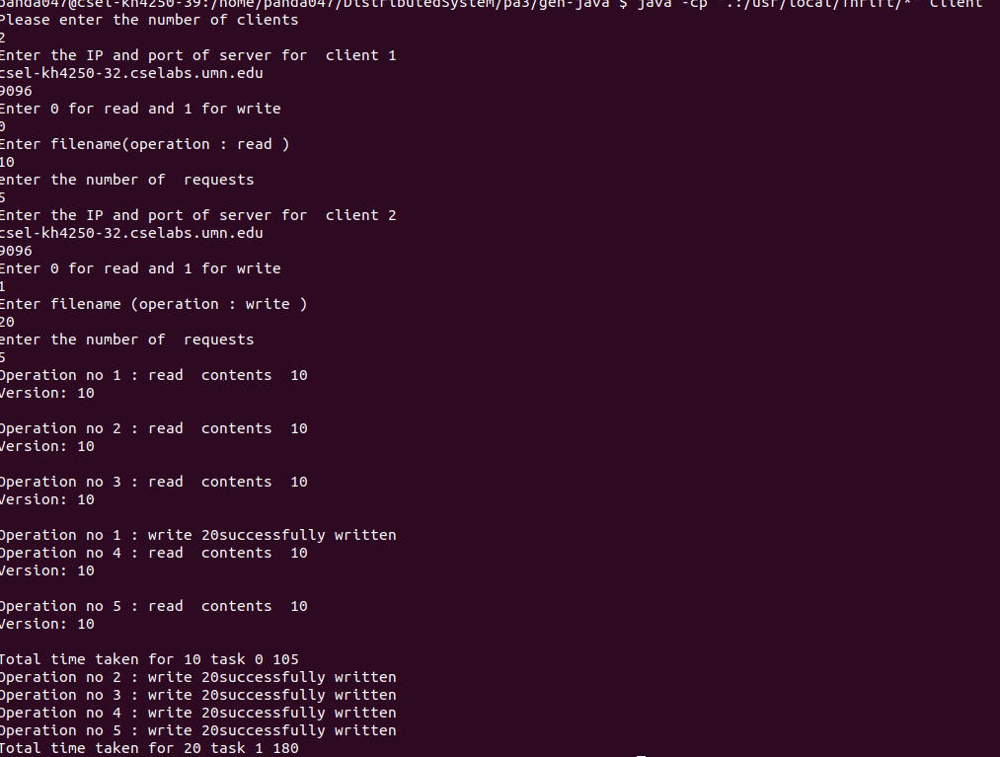 panda047@csel-kh4250-39:/home/panda047/DistributedSystem/pa3/gen-java $ java -cp ".:/usr/local/Thrift/*" Client
Please enter the number of clients
2
Enter the IP and port of server for  client 1
csel-kh4250-32.cselabs.umn.edu
9096
Enter 0 for read and 1 for write
0
Enter filename(operation : read )
10
enter the number of  requests
5
Enter the IP and port of server for  client 2
csel-kh4250-32.cselabs.umn.edu
9096
Enter 0 for read and 1 for write
1
Enter filename (operation : write )
20
enter the number of  requests
5
Operation no 1 : read  contents  10
Version: 10
Operation no 2 : read  contents  10
Version: 10
Operation no 3 : read  contents  10
Version: 10
Operation no 1 : write 20successfully written
Operation no 4 : read  contents  10
Version: 10
Operation no 5 : read  contents  10
Version: 10
Total time taken for 10 task 0 105
Operation no 2 : write 20successfully written
Operation no 3 : write 20successfully written
Operation no 4 : write 20successfully written
Operation no 5 : write 20successfully written
Total time taken for 20 task 1 180